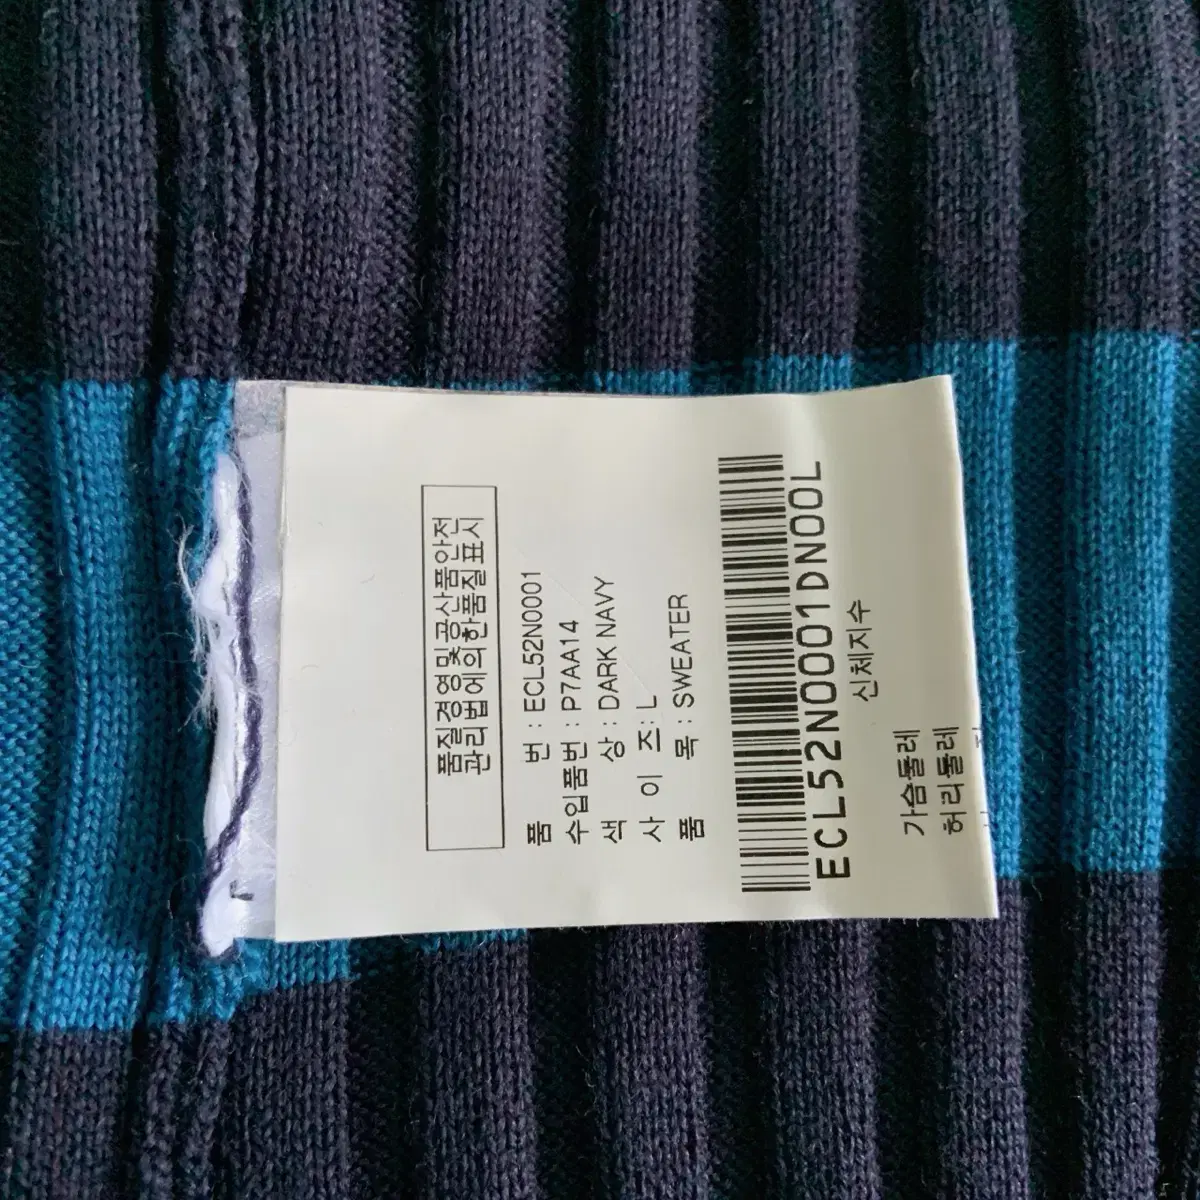 품질경영및공산품안전
관리법에의한품질표시
품 번 : ECL52N0001
수입품번 : P7AA14
색 상 : DARK NAVY
사 이 즈 : L
품 목 : SWEATER
ECL52N0001DN00L
신체지수
가슴둘레
허리둘레